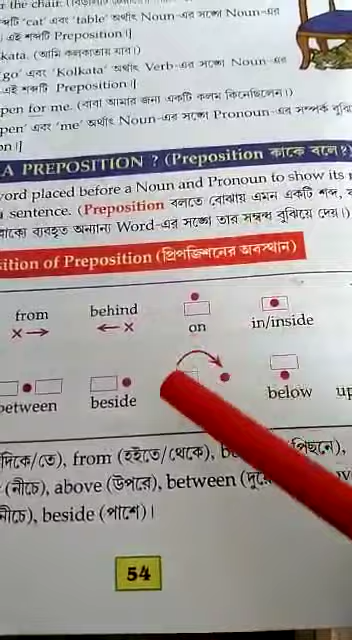 r the chair.
শব্দটি 'cat' এবং 'table' অর্থাৎ Noun-এর সঙ্গে Noun-এর
এই শব্দটি Preposition।]
kata. (আমি কলকাতায় যাব।)
'go' এবং 'Kolkata' অর্থাৎ Verb-এর সঙ্গে Noun-এর
এই শব্দটি Preposition।]
pen for me. (বাবা আমার জন্য একটি কলম কিনেছিলেন।)
pen' এবং 'me' অর্থাৎ Noun-এর সঙ্গে Pronoun-এর সম্পর্ক
on।]
A PREPOSITION ? (Preposition কাকে বলে?)
word placed before a Noun and Pronoun to show its
a sentence. (Preposition বলতে বোঝায় এমন একটি শব্দ,
বাক্যে ব্যবহৃত অন্যান্য Word-এর সঙ্গে তার সম্বন্ধ বুঝিয়ে দেয়।)
sition of Preposition (প্রিপজিশনের অবস্থান)
from behind on in/inside
between beside below up
দিকে/তে), from (হইতে/থেকে), পিছনে),
(নীচে), above (উপরে), between
নীচে), beside (পাশে)।
54